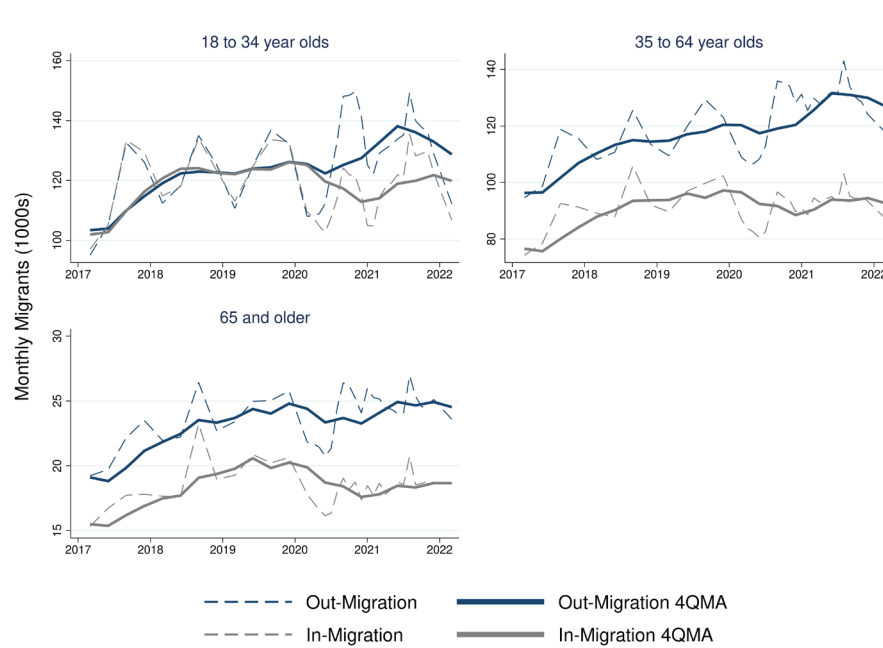 18 to 34 year olds
35 to 64 year olds
160
140
120
100
2017 2018 2019 2020 2021 2022
140
120
100
80
2017 2018 2019 2020 2021 2022
Monthly Migrants (1000s)
65 and older
30
25
20
15
2017 2018 2019 2020 2021 2022
Out-Migration
Out-Migration 4QMA
In-Migration
In-Migration 4QMA